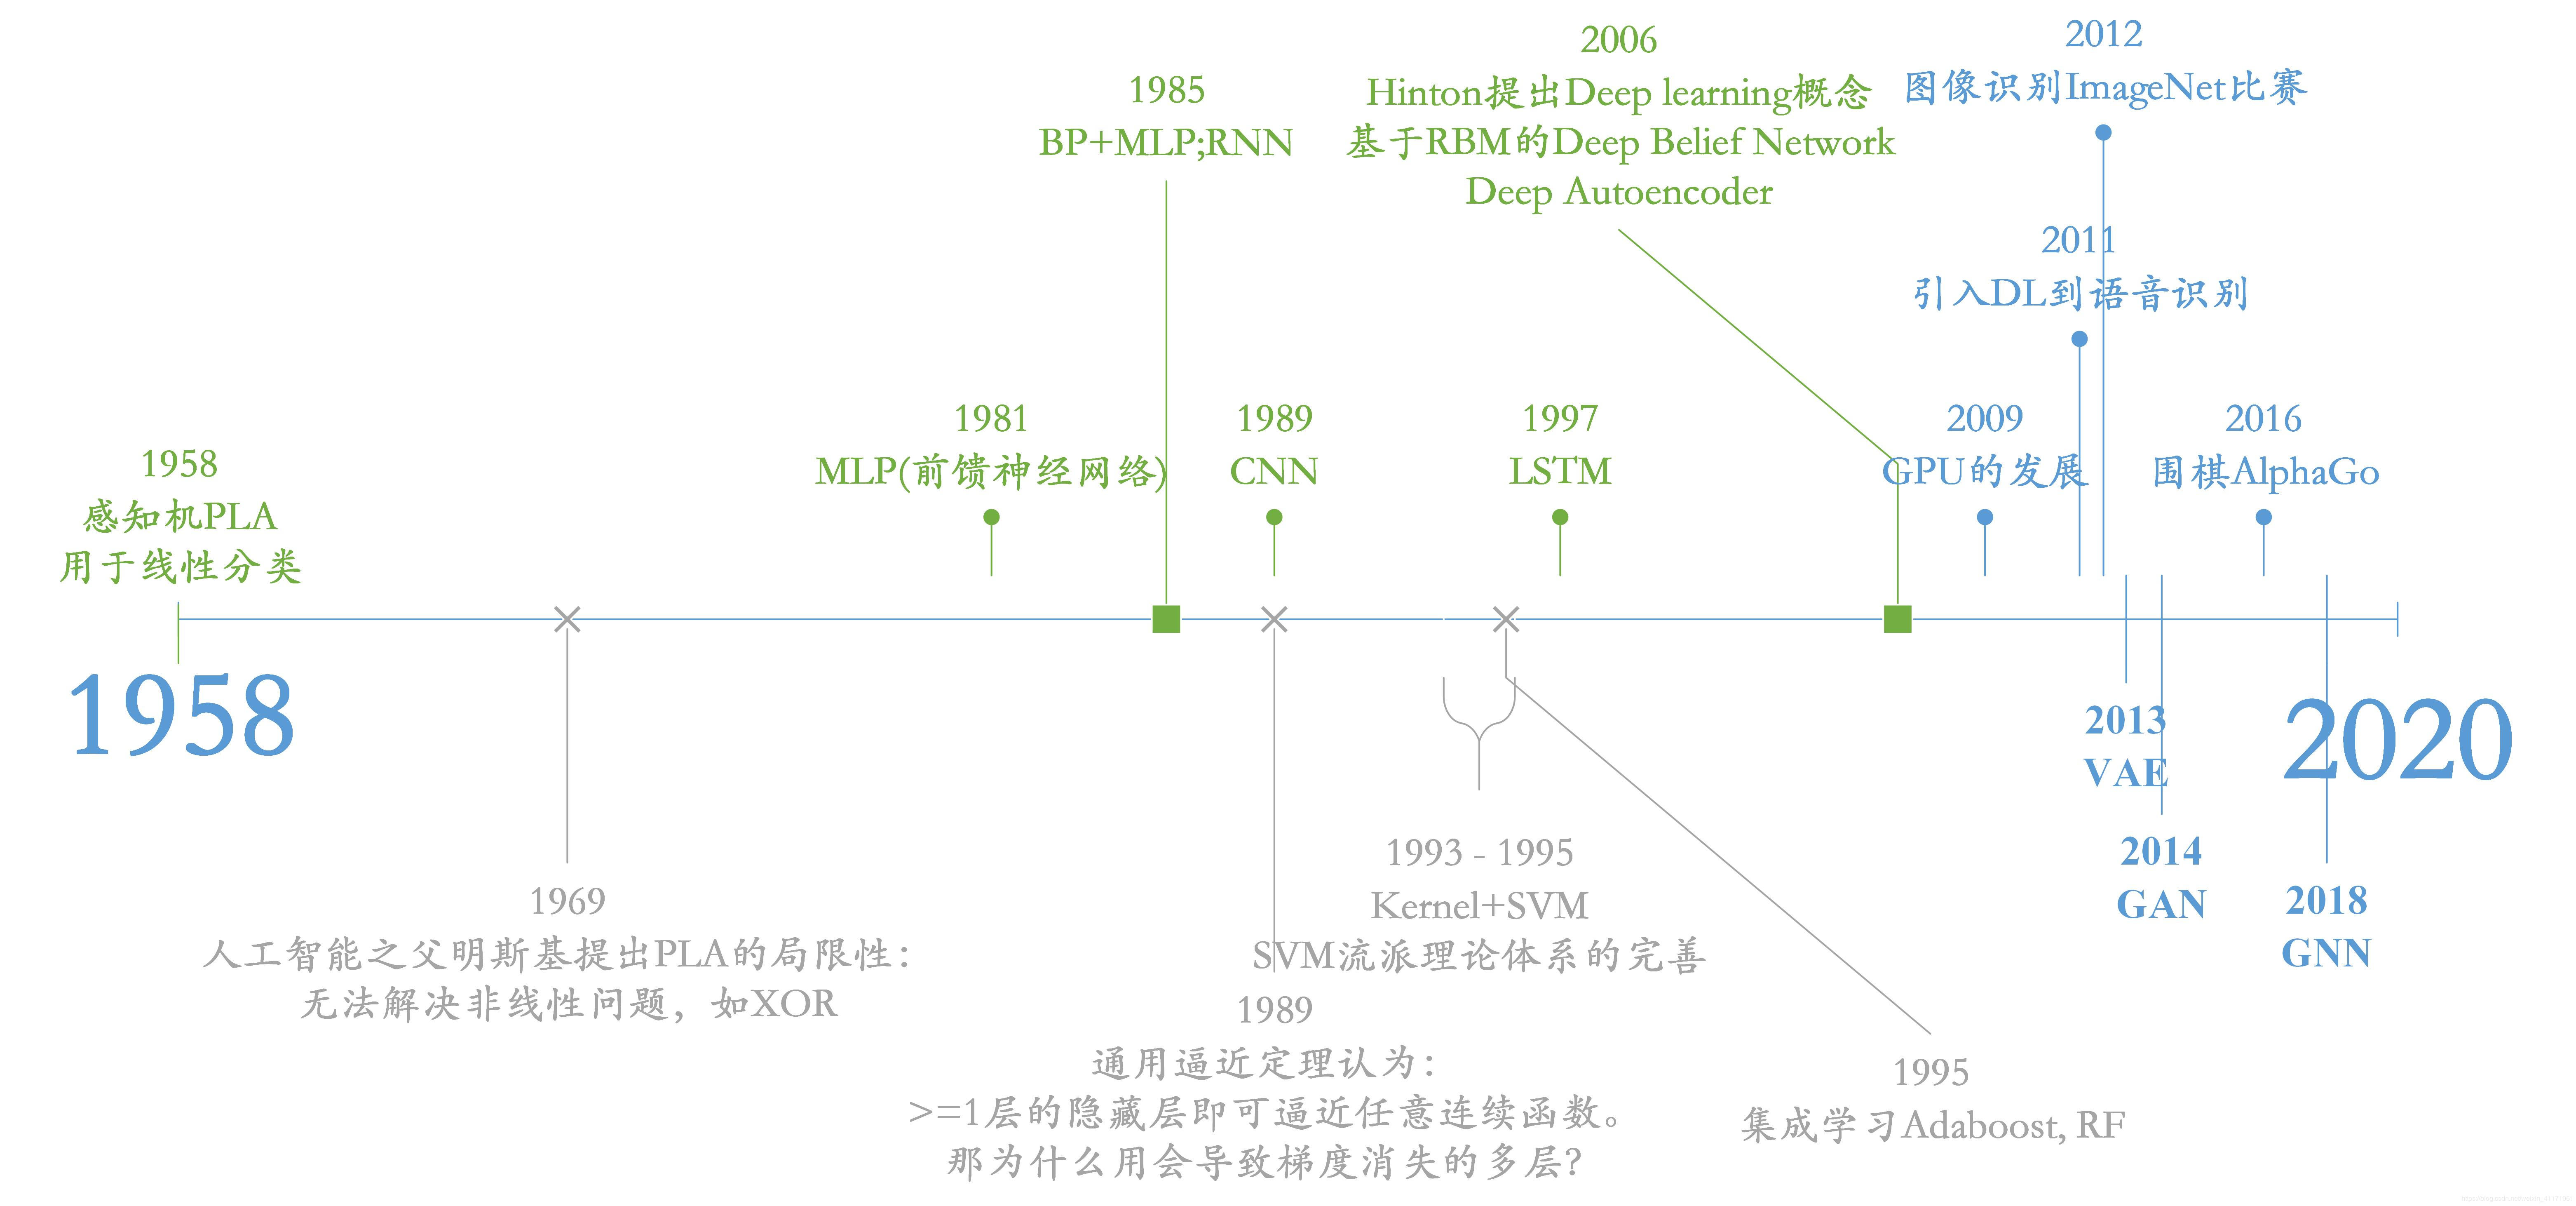 1958
感知机PLA
用于线性分类
1981
MLP(前馈神经网络)
1985
BP+MLP;RNN
1989
CNN
1997
LSTM
2006
Hinton提出Deep learning概念
基于RBM的Deep Belief Network
Deep Autoencoder
2009
GPU的发展
2011
引入DL到语音识别
2012
图像识别ImageNet比赛
2016
围棋AlphaGo
1958
2020
1969
人工智能之父明斯基提出PLA的局限性:
无法解决非线性问题，如XOR
1989
通用逼近定理认为:
>=1层的隐藏层即可逼近任意连续函数。
那为什么用会导致梯度消失的多层?
1993 - 1995
Kernel+SVM
SVM流派理论体系的完善
1995
集成学习Adaboost, RF
2013
VAE
2014
GAN
2018
GNN